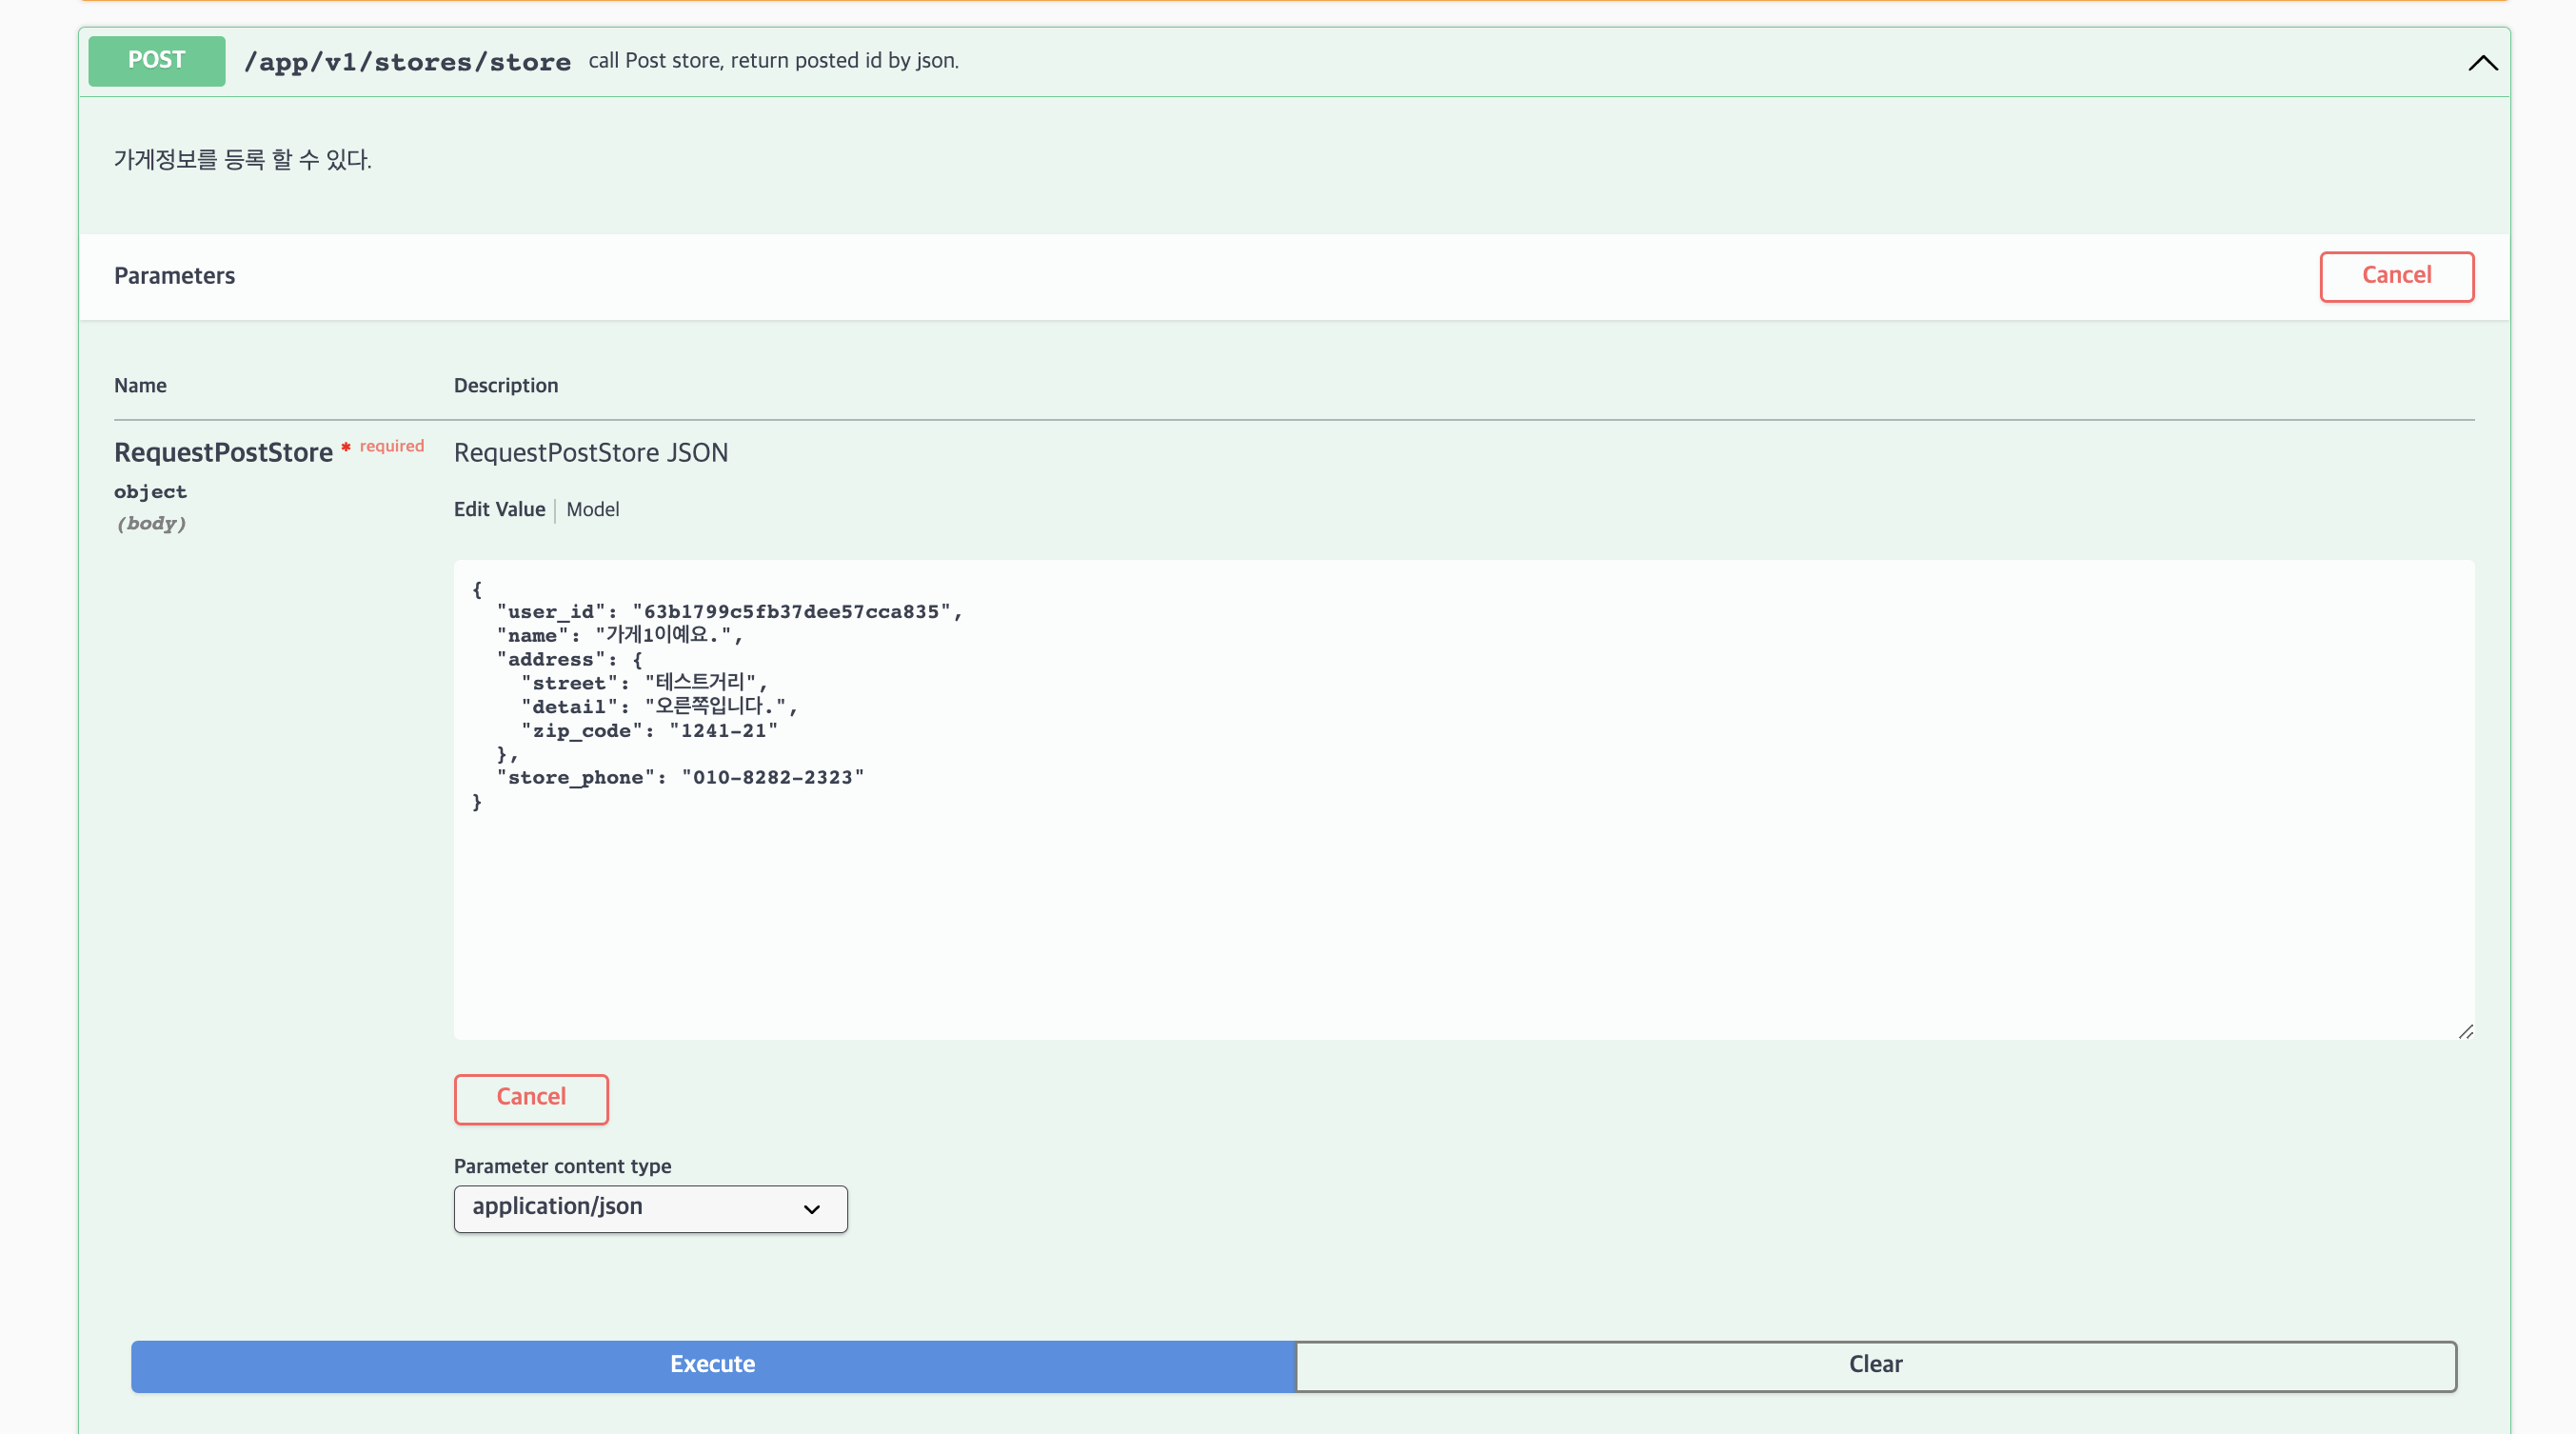 POST /app/v1/stores/store call Post store, return posted id by json.
가게정보를 등록 할 수 있다.
Parameters Cancel
Name Description
RequestPostStore * required RequestPostStore JSON
object
(body)
Edit Value | Model
{
  "user_id": "63b1799c5fb37dee57cca835",
  "name": "가게1이예요.",
  "address": {
    "street": "테스트거리",
    "detail": "오른쪽입니다.",
    "zip_code": "1241-21"
  },
  "store_phone": "010-8282-2323"
}
Cancel
Parameter content type
application/json
Execute Clear